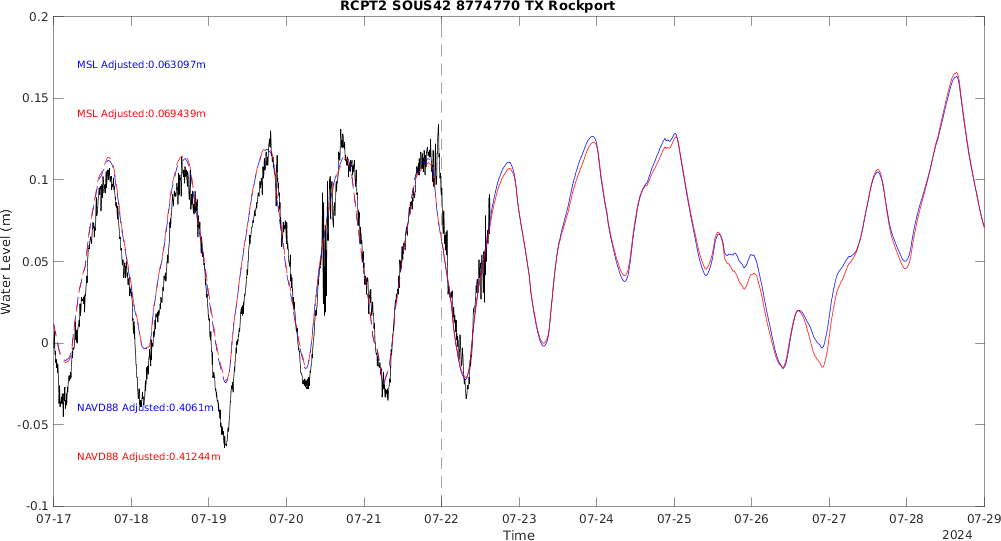 RCPT2 SOUS42 8774770 TX Rockport
0.2
0.15
0.1
0.05
0
-0.05
-0.1
Water Level (m)
MSL Adjusted:0.063097m
MSL Adjusted:0.069439m
NAVD88 Adjusted:0.4061m
NAVD88 Adjusted:0.41244m
07-17 07-18 07-19 07-20 07-21 07-22 07-23 07-24 07-25 07-26 07-27 07-28 07-29
Time
2024